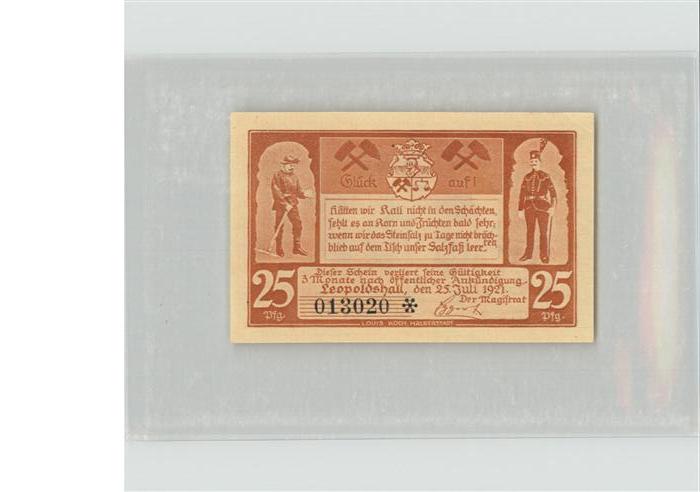 Glück auf!
Hätten wir Kali nicht in den Schächten,
fehlt es an Korn und Früchten bald sehr;
wenn wir das Steinsalz zu Tage nicht bräch-
ten
blieb auf dem Tisch unser Salzfaß leer.
Dieser Schein verliert seine Gültigkeit
3 Monate nach öffentlicher Ankündigung.
Leopoldshall, den 25. Juli 1921.
25 Pfg.
013020 *
Der Magistrat
25 Pfg.
LOUIS KOCH, HALBERSTADT